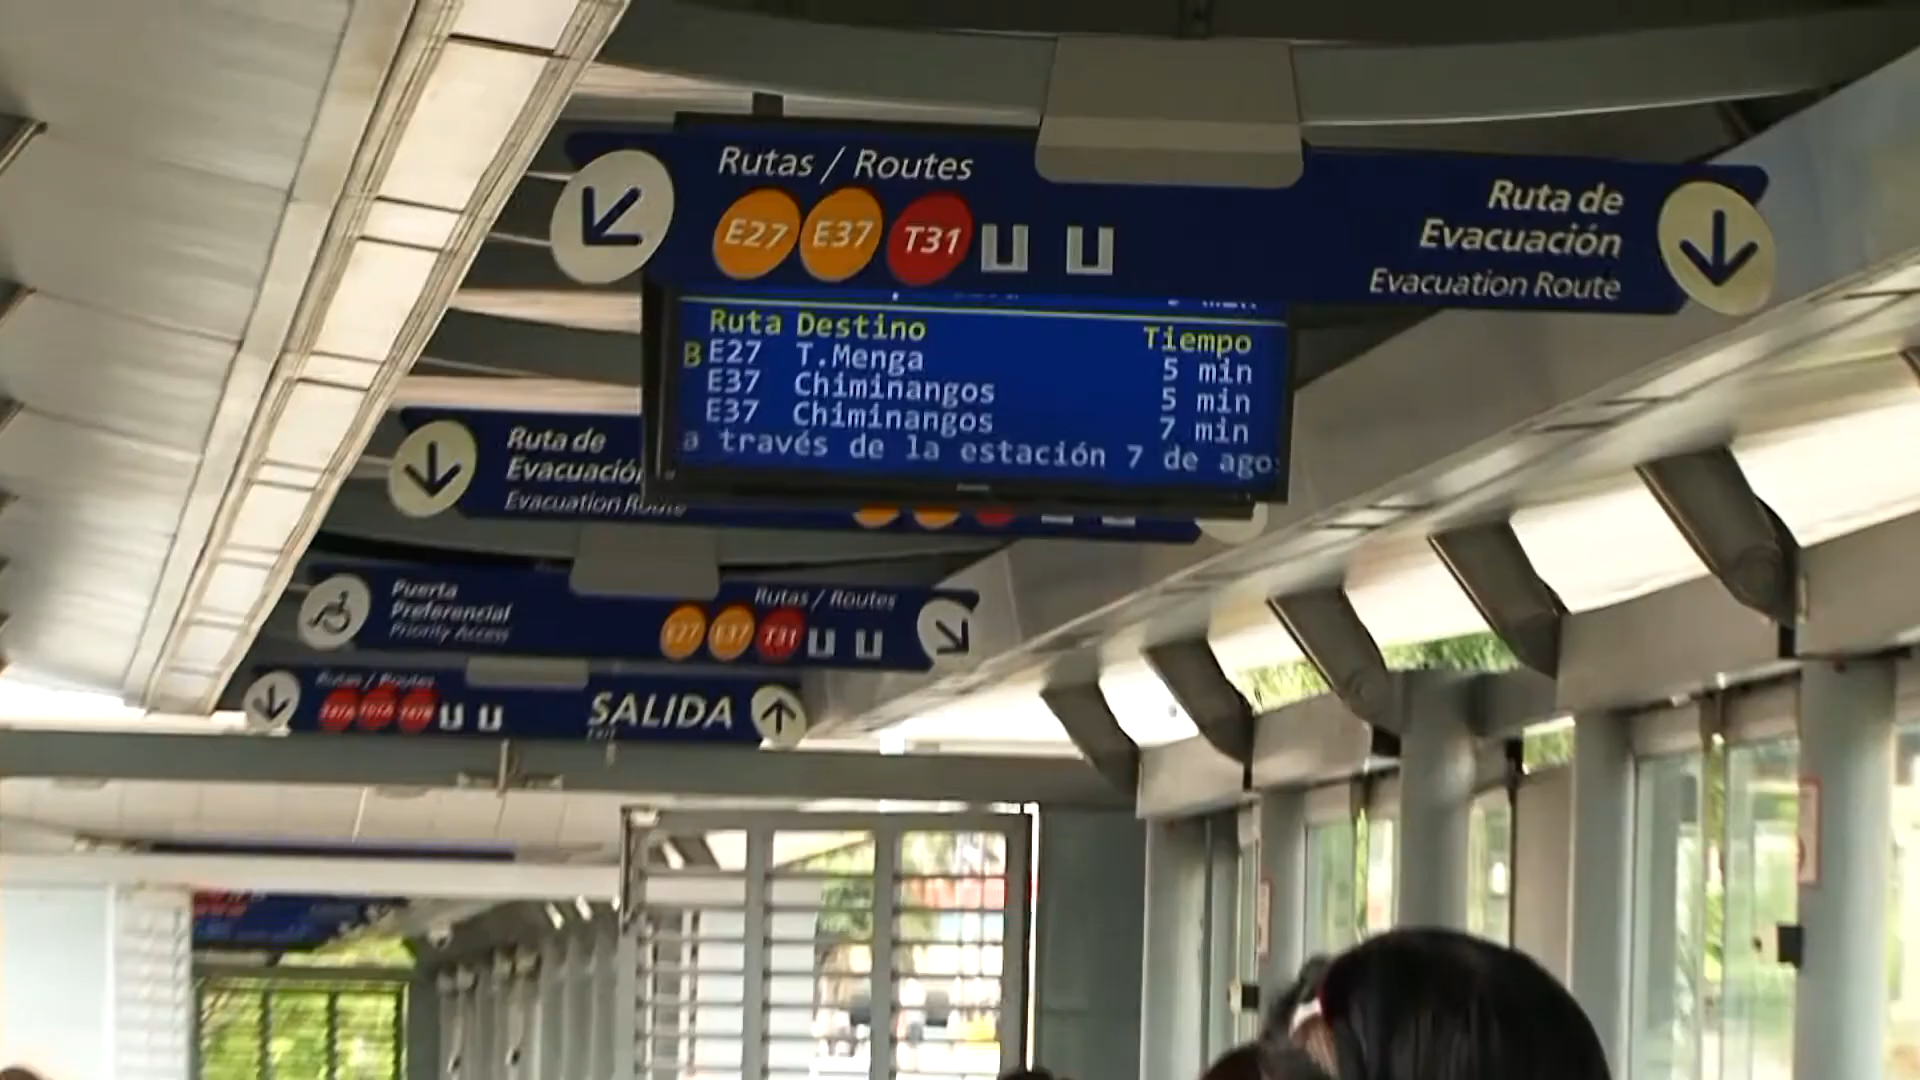 Rutas / Routes
E27 E37 T31
Ruta de
Evacuación
Evacuation Route
Ruta Destino Tiempo
B E27 T.Menga 5 min
E37 Chiminangos 5 min
E37 Chiminangos 7 min
a través de la estación 7 de ago
Ruta de
Evacuación
Evacuation Route
Puerta
Preferencial
Priority Access
Rutas / Routes
E27 E37 T31
Rutas / Routes
SALIDA